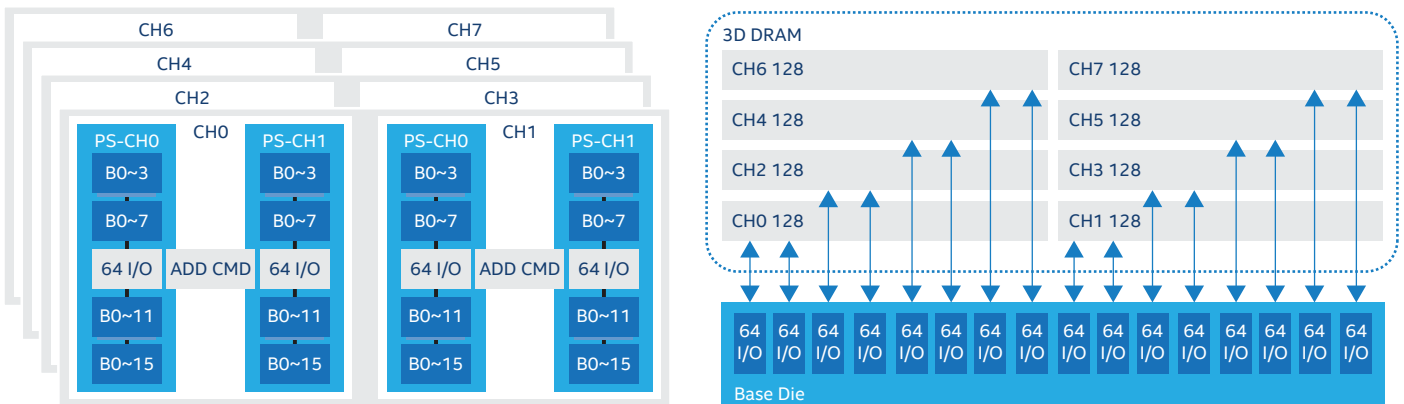 CH6 CH7
CH4 CH5
CH2 CH3
PS-CH0 CH0 PS-CH1 PS-CH0 CH1 PS-CH1
B0~3 B0~3 B0~3 B0~3
B0~7 B0~7 B0~7 B0~7
64 I/O ADD CMD 64 I/O 64 I/O ADD CMD 64 I/O
B0~11 B0~11 B0~11 B0~11
B0~15 B0~15 B0~15 B0~15
3D DRAM
CH6 128 CH7 128
CH4 128 CH5 128
CH2 128 CH3 128
CH0 128 CH1 128
64 64 64 64 64 64 64 64 64 64 64 64 64 64 64 64
I/O I/O I/O I/O I/O I/O I/O I/O I/O I/O I/O I/O I/O I/O I/O I/O
Base Die